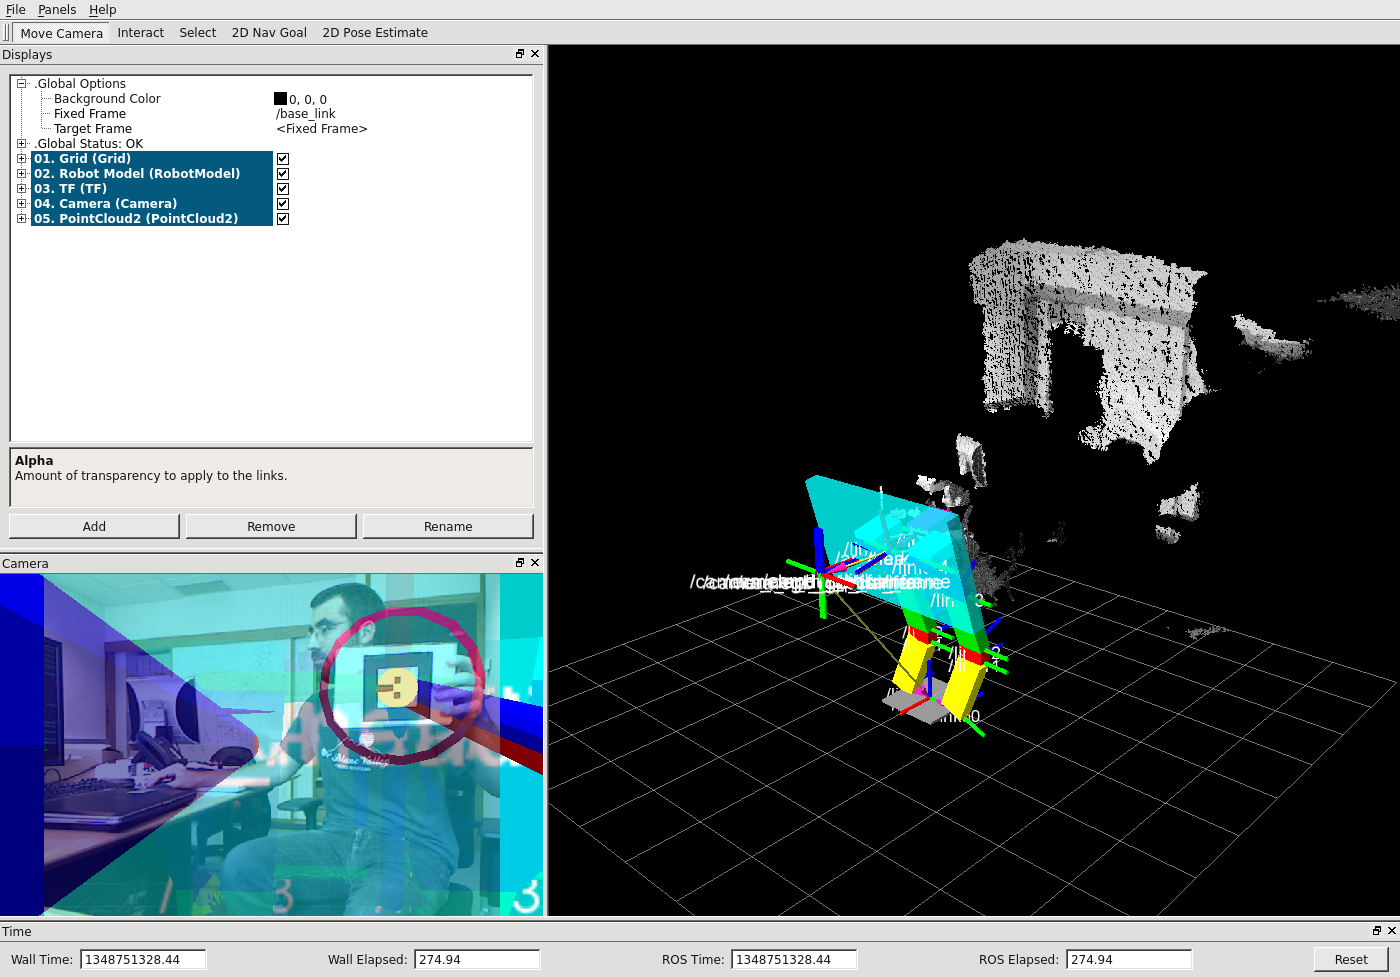 File Panels Help
Move Camera Interact Select 2D Nav Goal 2D Pose Estimate
Displays
.Global Options
Background Color 0, 0, 0
Fixed Frame /base_link
Target Frame <Fixed Frame>
.Global Status: OK
01. Grid (Grid)
02. Robot Model (RobotModel)
03. TF (TF)
04. Camera (Camera)
05. PointCloud2 (PointCloud2)
Alpha
Amount of transparency to apply to the links.
Add Remove Rename
Camera
3
3
3
Time
Wall Time: 1348751328.44 Wall Elapsed: 274.94 ROS Time: 1348751328.44 ROS Elapsed: 274.94 Reset